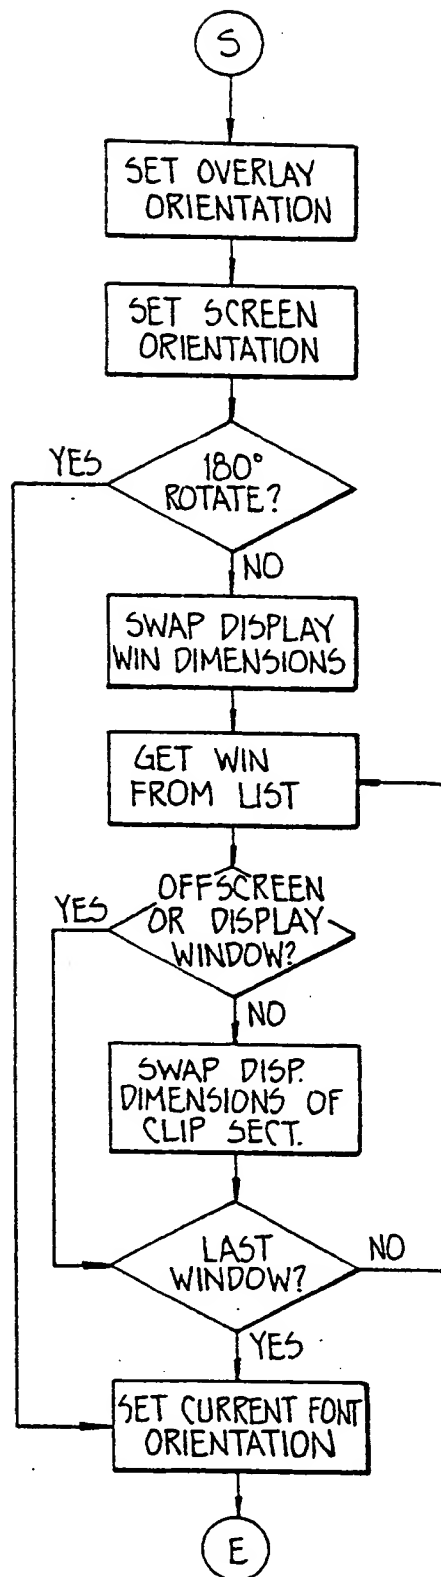 S
SET OVERLAY
ORIENTATION
SET SCREEN
ORIENTATION
YES
180°
ROTATE?
NO
SWAP DISPLAY
WIN DIMENSIONS
GET WIN
FROM LIST
YES
OFFSCREEN
OR DISPLAY
WINDOW?
NO
SWAP DISP.
DIMENSIONS OF
CLIP SECT.
LAST
WINDOW?
NO
YES
SET CURRENT FONT
ORIENTATION
E